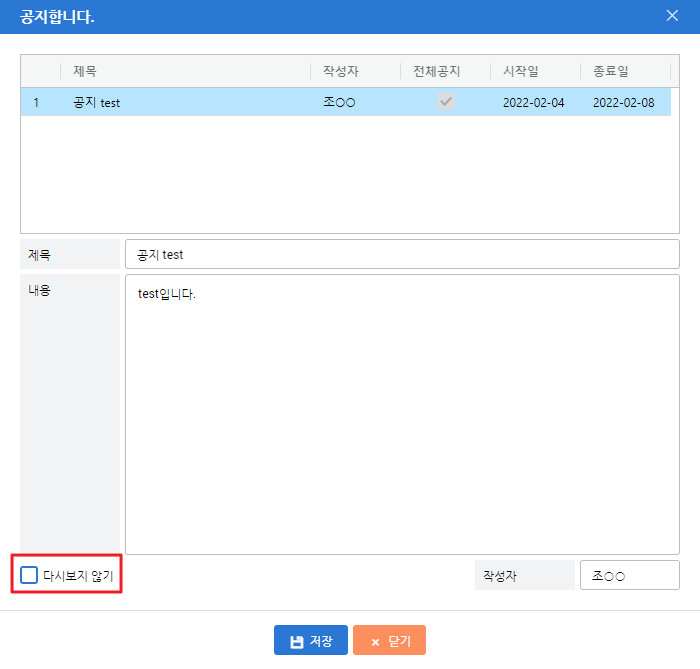 공지합니다.
제목 작성자 전체공지 시작일 종료일
1 공지 test 조○○ 2022-02-04 2022-02-08
제목 공지 test
내용 test입니다.
다시보지 않기 작성자 조○○
저장 닫기